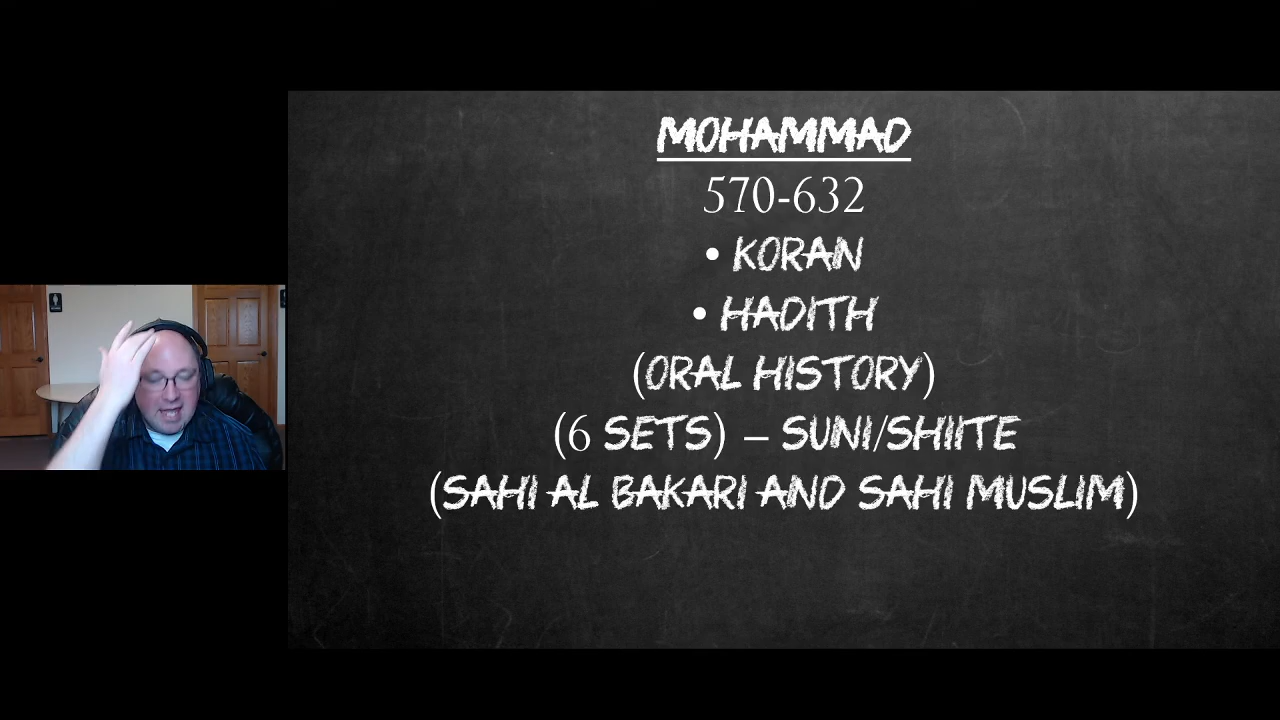 MOHAMMAD
570-632
• KORAN
• HADITH
(ORAL HISTORY)
(6 SETS) – SUNI/SHIITE
(SAHI AL BAKARI AND SAHI MUSLIM)